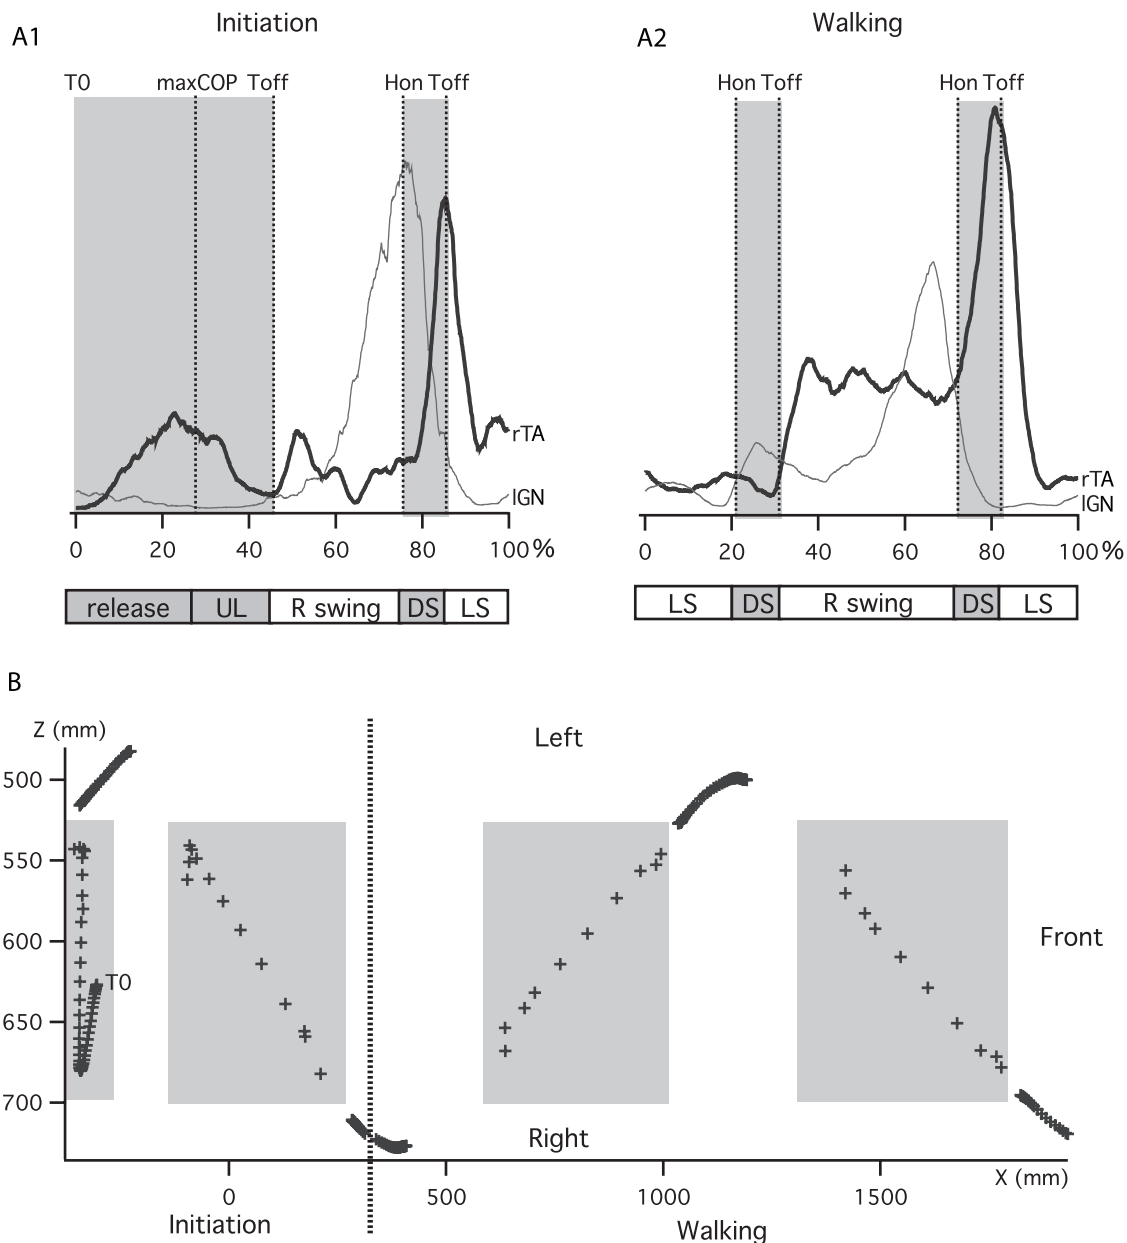 Initiation
Walking
A1
A2
T0 maxCOP Toff Hon Toff
Hon Toff Hon Toff
rTA
lGN
rTA
lGN
0 20 40 60 80 100 %
0 20 40 60 80 100 %
release UL R swing DS LS
LS DS R swing DS LS
B
Z (mm)
Left
500
550
600
Front
T0
650
700
Right
X (mm)
0 500 1000 1500
Initiation
Walking